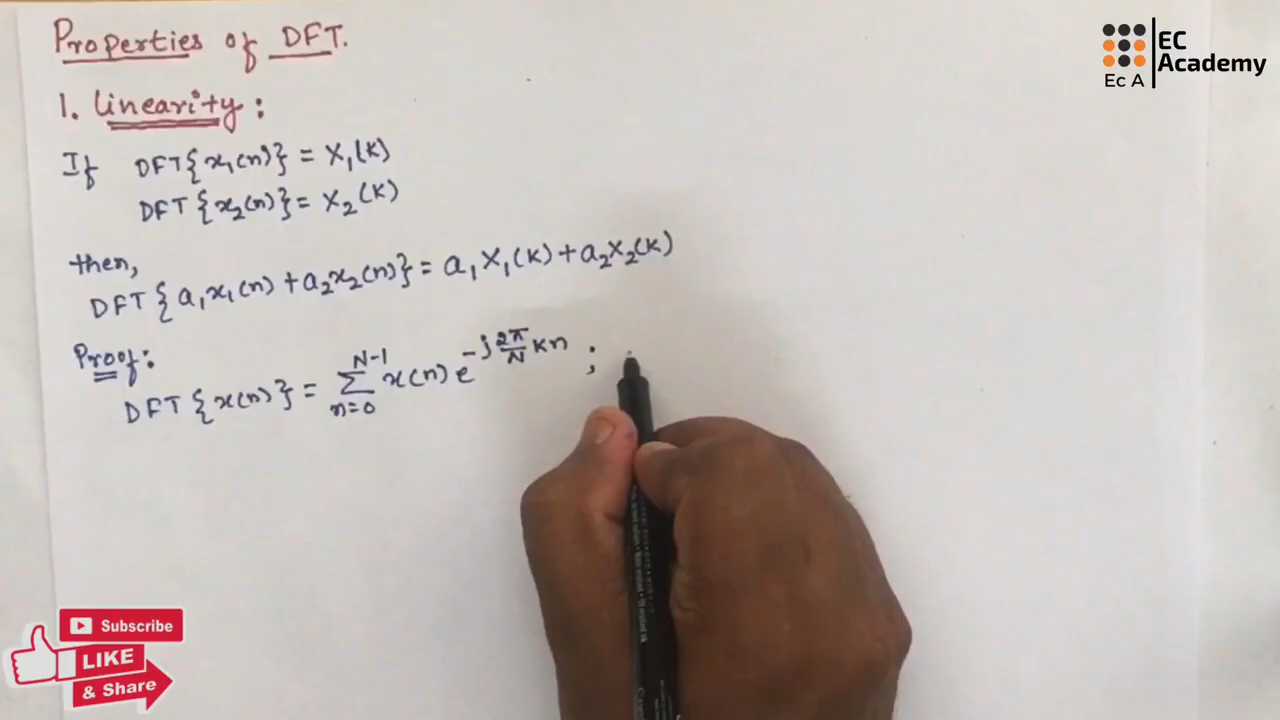 Properties of DFT.
EC
Academy
Ec A
1. Linearity:
If DFT{x₁(n)} = X₁(k)
DFT{x₂(n)} = X₂(k)
then,
DFT{a₁x₁(n) + a₂x₂(n)} = a₁X₁(k) + a₂X₂(k)
Proof:
DFT{x(n)} = ∑_{n=0}^{N-1} x(n) e^{-j\frac{2π}{N}kn} ;
Subscribe
LIKE
& Share